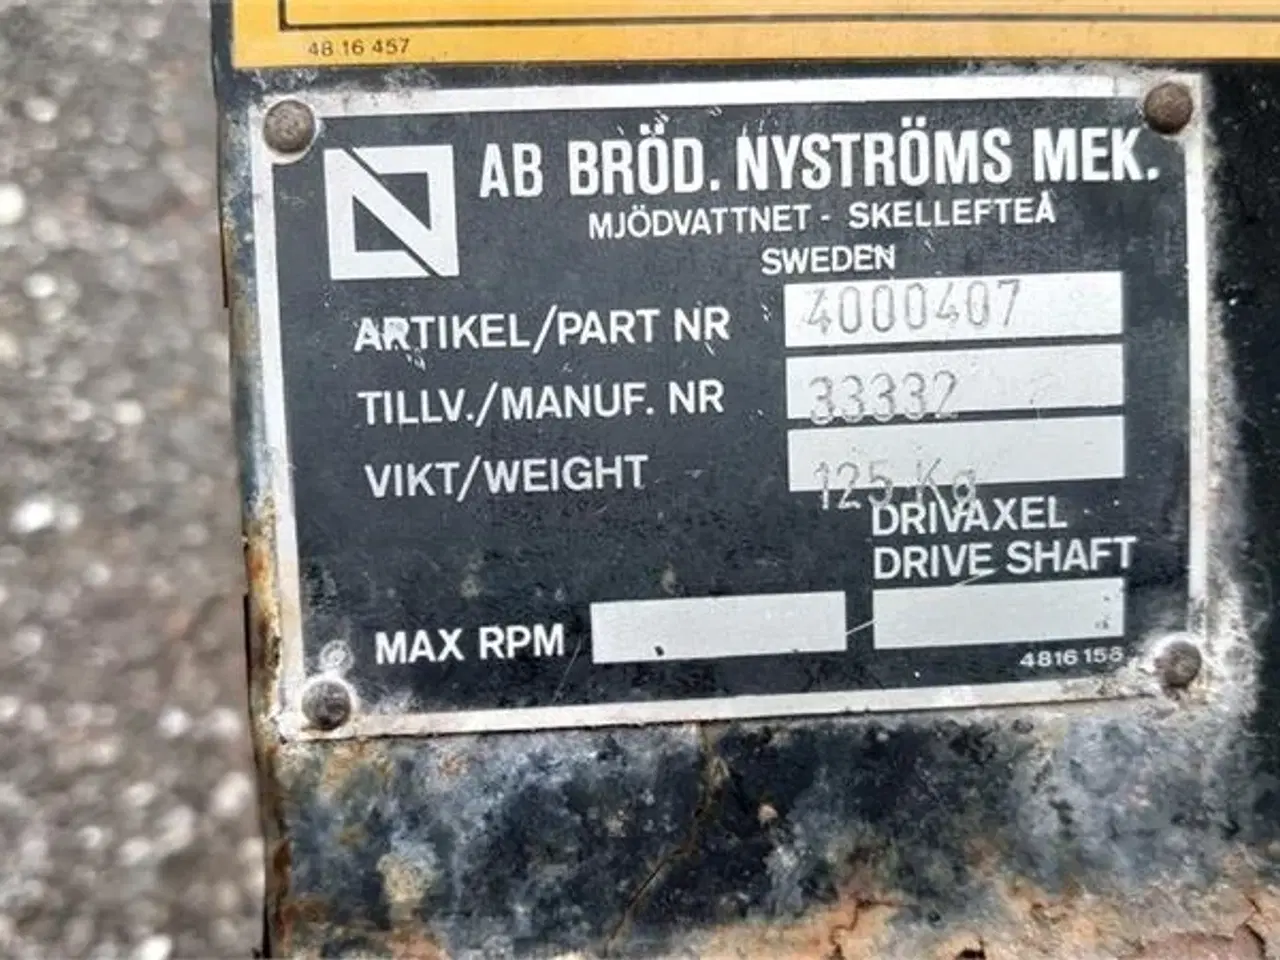 48 16 457
AB BRÖD. NYSTRÖMS MEK.
MJÖDVATTNET - SKELLEFTEÅ
SWEDEN
ARTIKEL/PART NR 4000407
TILLV./MANUF. NR 33332
VIKT/WEIGHT 125 Kg
DRIVAXEL
DRIVE SHAFT
MAX RPM
4816 158